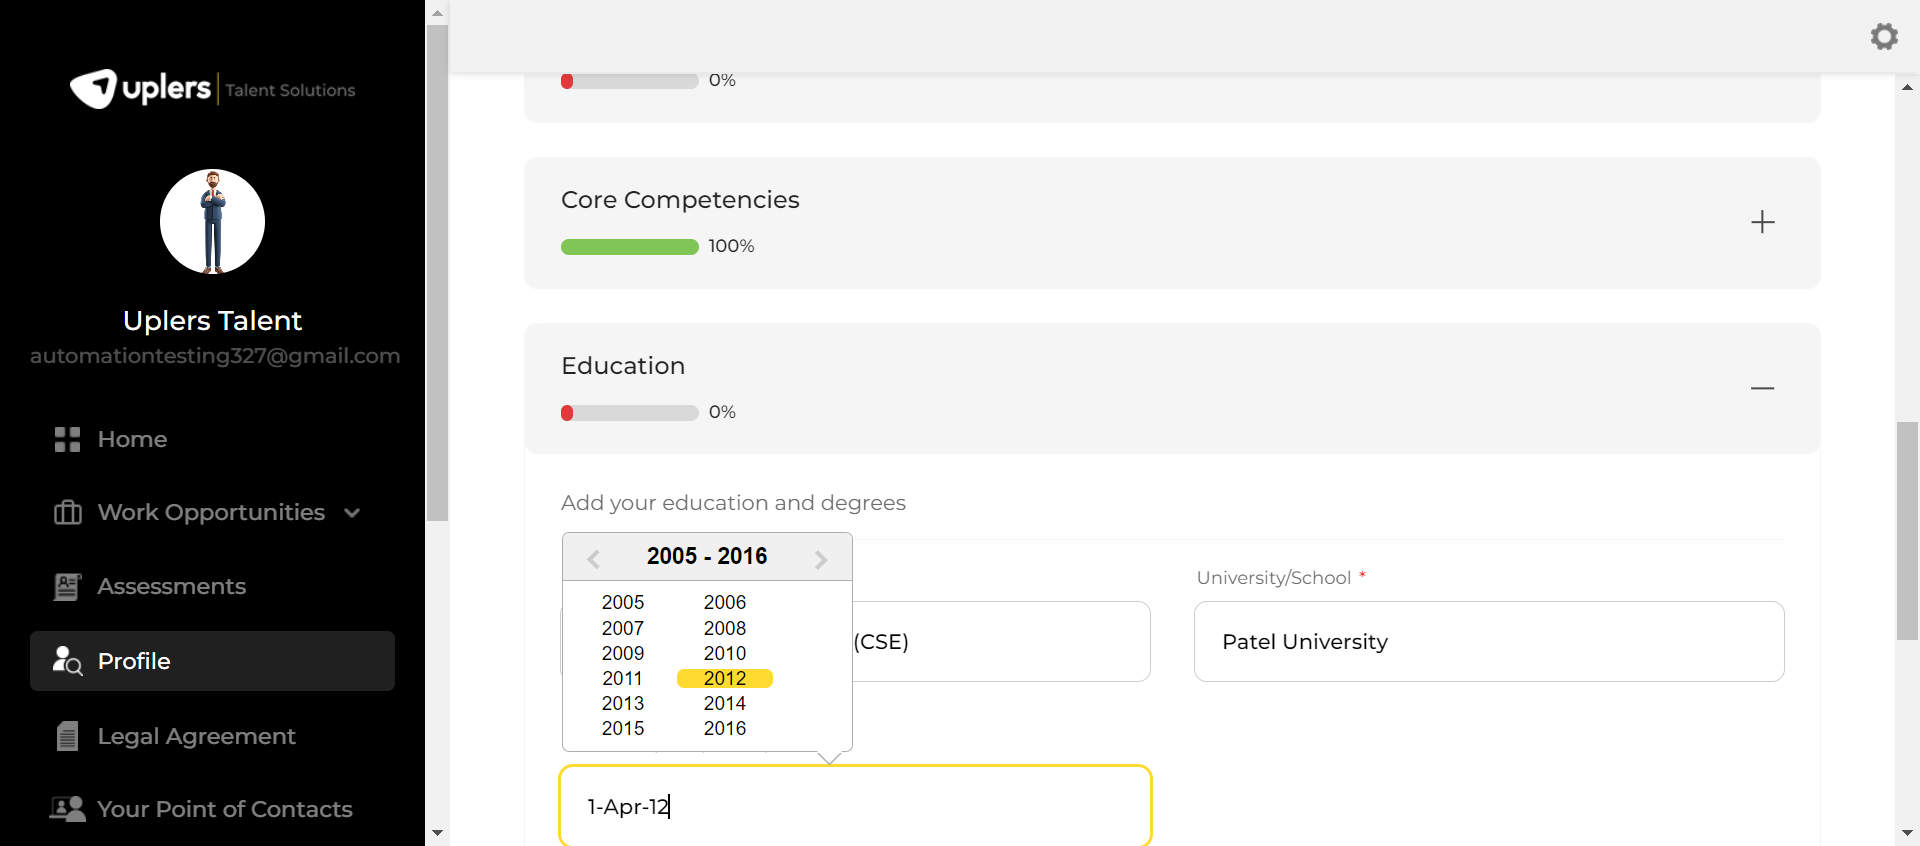 uplers | Talent Solutions
Uplers Talent
automationtesting327@gmail.com
Home
Work Opportunities
Assessments
Profile
Legal Agreement
Your Point of Contacts
0%
Core Competencies
100%
Education
0%
Add your education and degrees
2005 - 2016
2005 2006
2007 2008
2009 2010
2011 2012
2013 2014
2015 2016
(CSE)
University/School *
Patel University
1-Apr-12